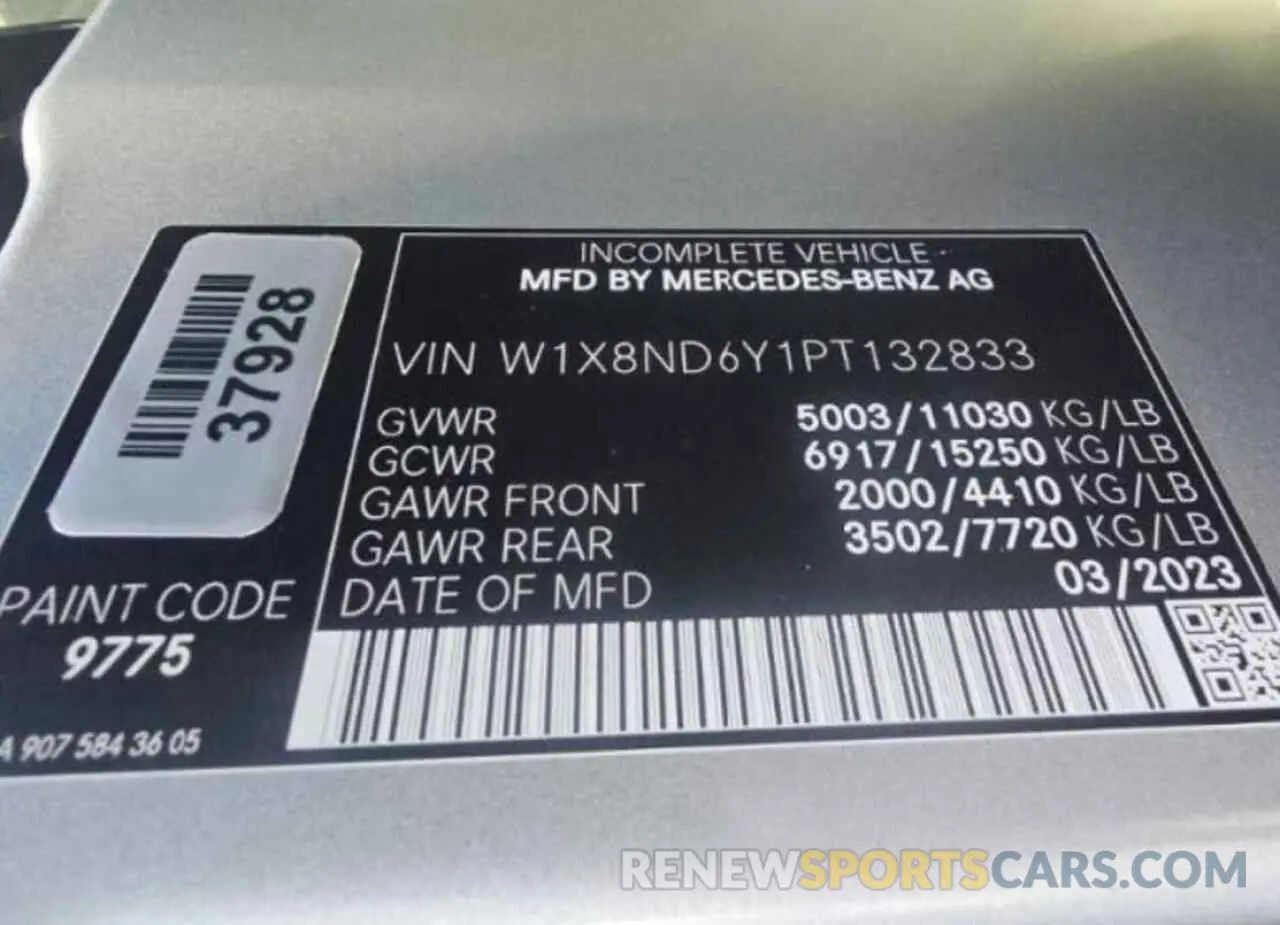 INCOMPLETE VEHICLE
MFD BY MERCEDES-BENZ AG
VIN W1X8ND6Y1PT132833
GVWR 5003/11030 KG/LB
GCWR 6917/15250 KG/LB
GAWR FRONT 2000/4410 KG/LB
GAWR REAR 3502/7720 KG/LB
DATE OF MFD 03/2023
37928
PAINT CODE
9775
A 907 584 36 05
RENEWSPORTSCARS.COM